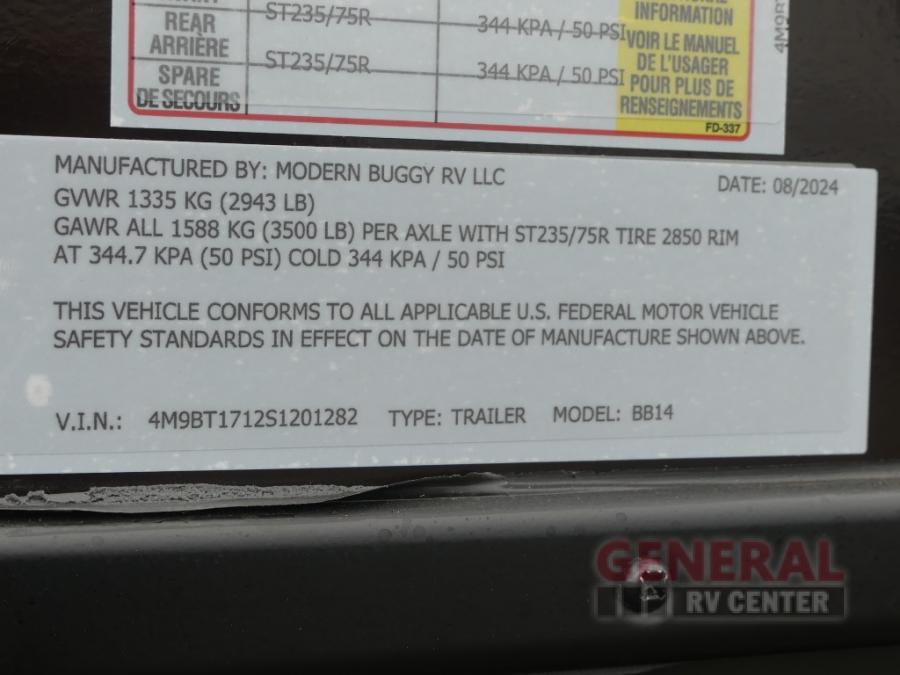 ST235/75R 344 KPA / 50 PSI
REAR
ARRIÈRE
ST235/75R 344 KPA / 50 PSI
SPARE
DE SECOURS
INFORMATION
VOIR LE MANUEL
DE L'USAGER
POUR PLUS DE
RENSEIGNEMENTS
FD-337
MANUFACTURED BY: MODERN BUGGY RV LLC DATE: 08/2024
GVWR 1335 KG (2943 LB)
GAWR ALL 1588 KG (3500 LB) PER AXLE WITH ST235/75R TIRE 2850 RIM
AT 344.7 KPA (50 PSI) COLD 344 KPA / 50 PSI
THIS VEHICLE CONFORMS TO ALL APPLICABLE U.S. FEDERAL MOTOR VEHICLE
SAFETY STANDARDS IN EFFECT ON THE DATE OF MANUFACTURE SHOWN ABOVE.
V.I.N.: 4M9BT1712S1201282 TYPE: TRAILER MODEL: BB14
GENERAL
RV CENTER